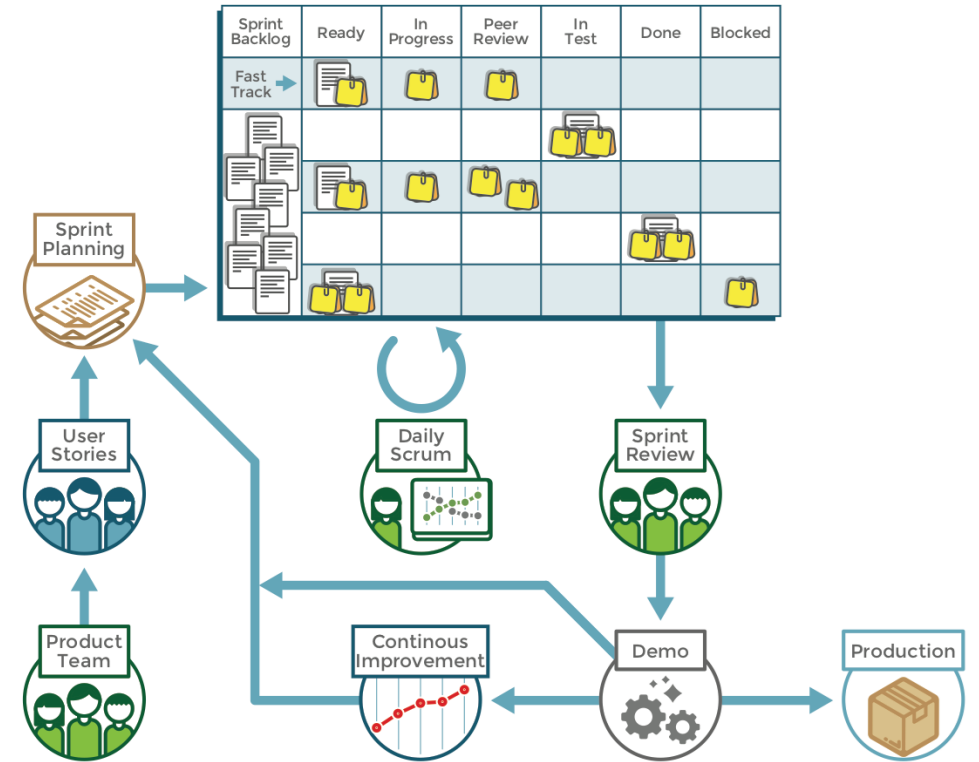 Sprint
Backlog
Ready
In
Progress
Peer
Review
In
Test
Done
Blocked
Fast
Track
Sprint
Planning
User
Stories
Daily
Scrum
Sprint
Review
Product
Team
Continous
Improvement
Demo
Production